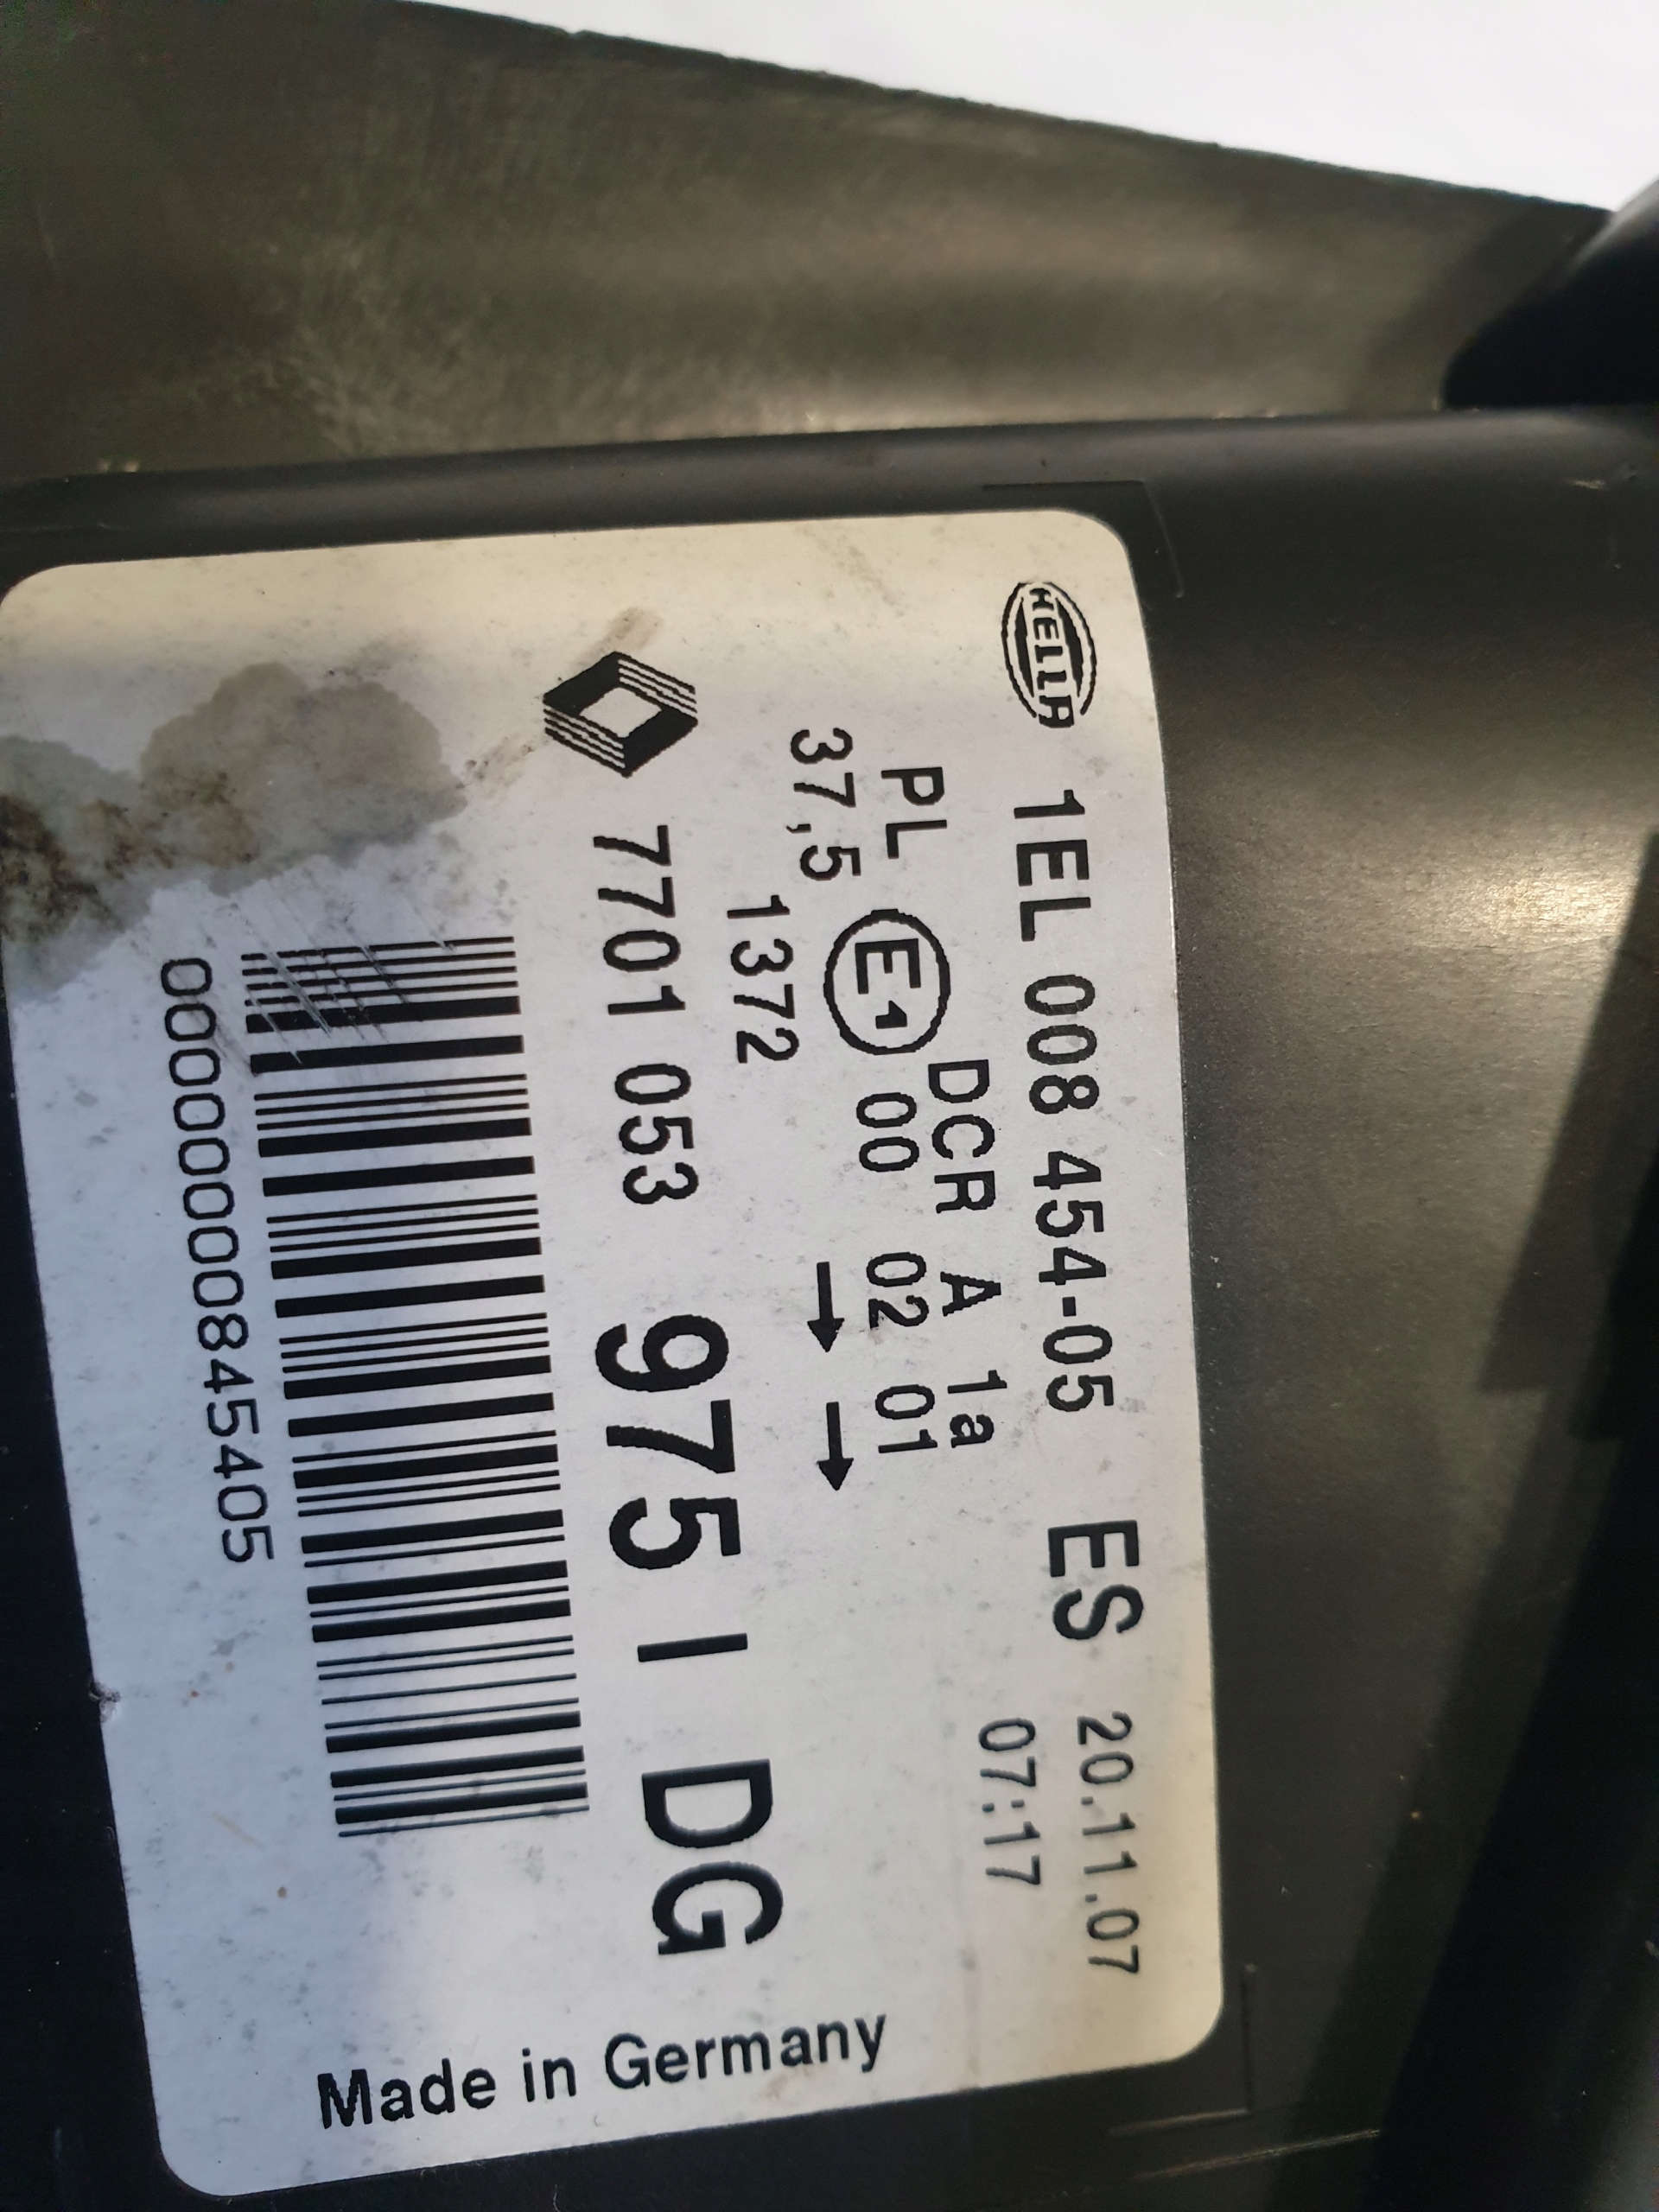 HELLA 1EL 008 454-05 ES 20.11.07
07:17
DCR A 1a
PL E1 00 02 01
37,5 → →
1372
7701 053 975 I DG
0000000000845405
Made in Germany